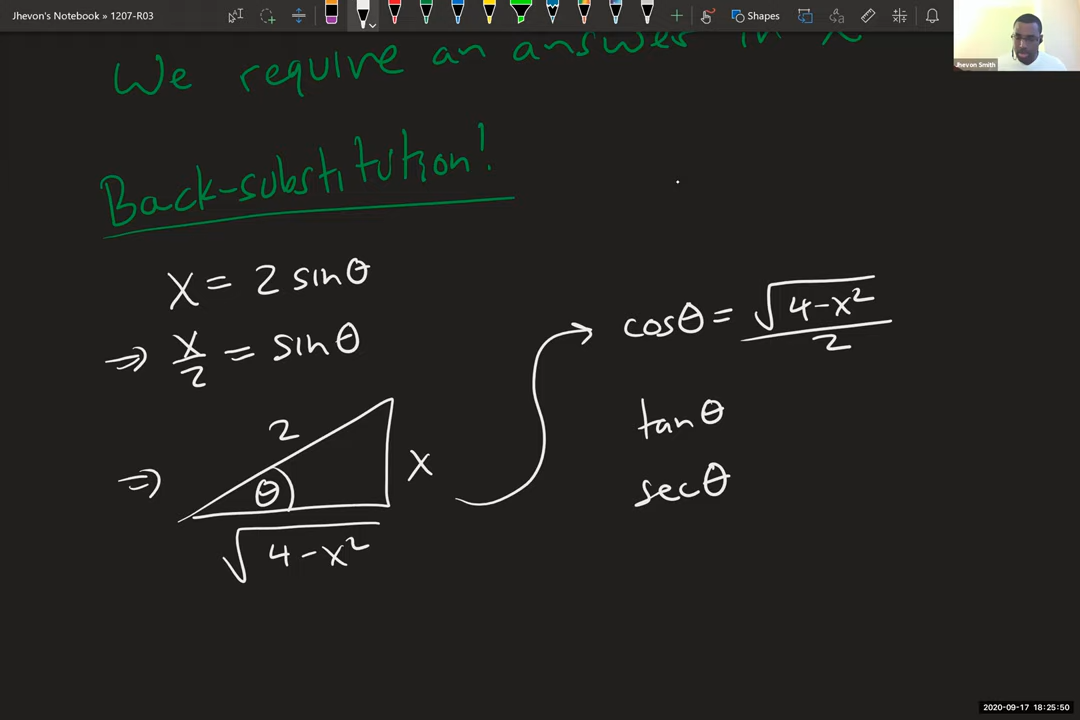 Jhevon's Notebook » 1207-R03
Shapes
Jhevon Smith
We require an answer in x
Back-substitution!
x = 2 sinθ
⇒ x/2 = sinθ
⇒ 2 θ x √(4-x²)
cosθ = √(4-x²)/2
tanθ
secθ
2020-09-17 18:25:50